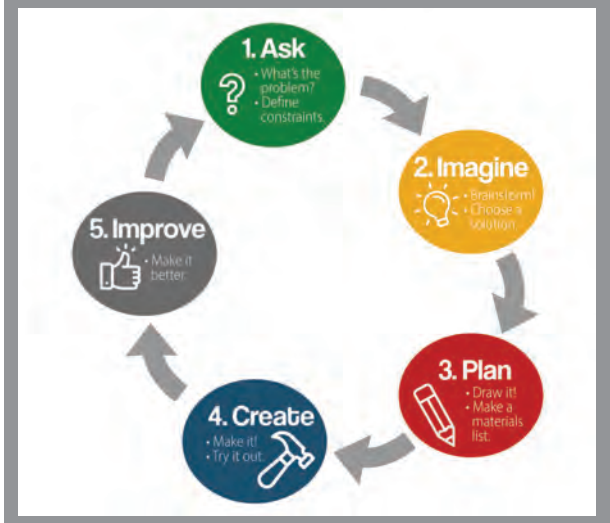 1. Ask
• What's the
problem?
• Define
constraints.
2. Imagine
• Brainstorm!
• Choose a
solution.
3. Plan
• Draw it!
• Make a
materials
list.
4. Create
• Make it!
• Try it out.
5. Improve
• Make it
better.